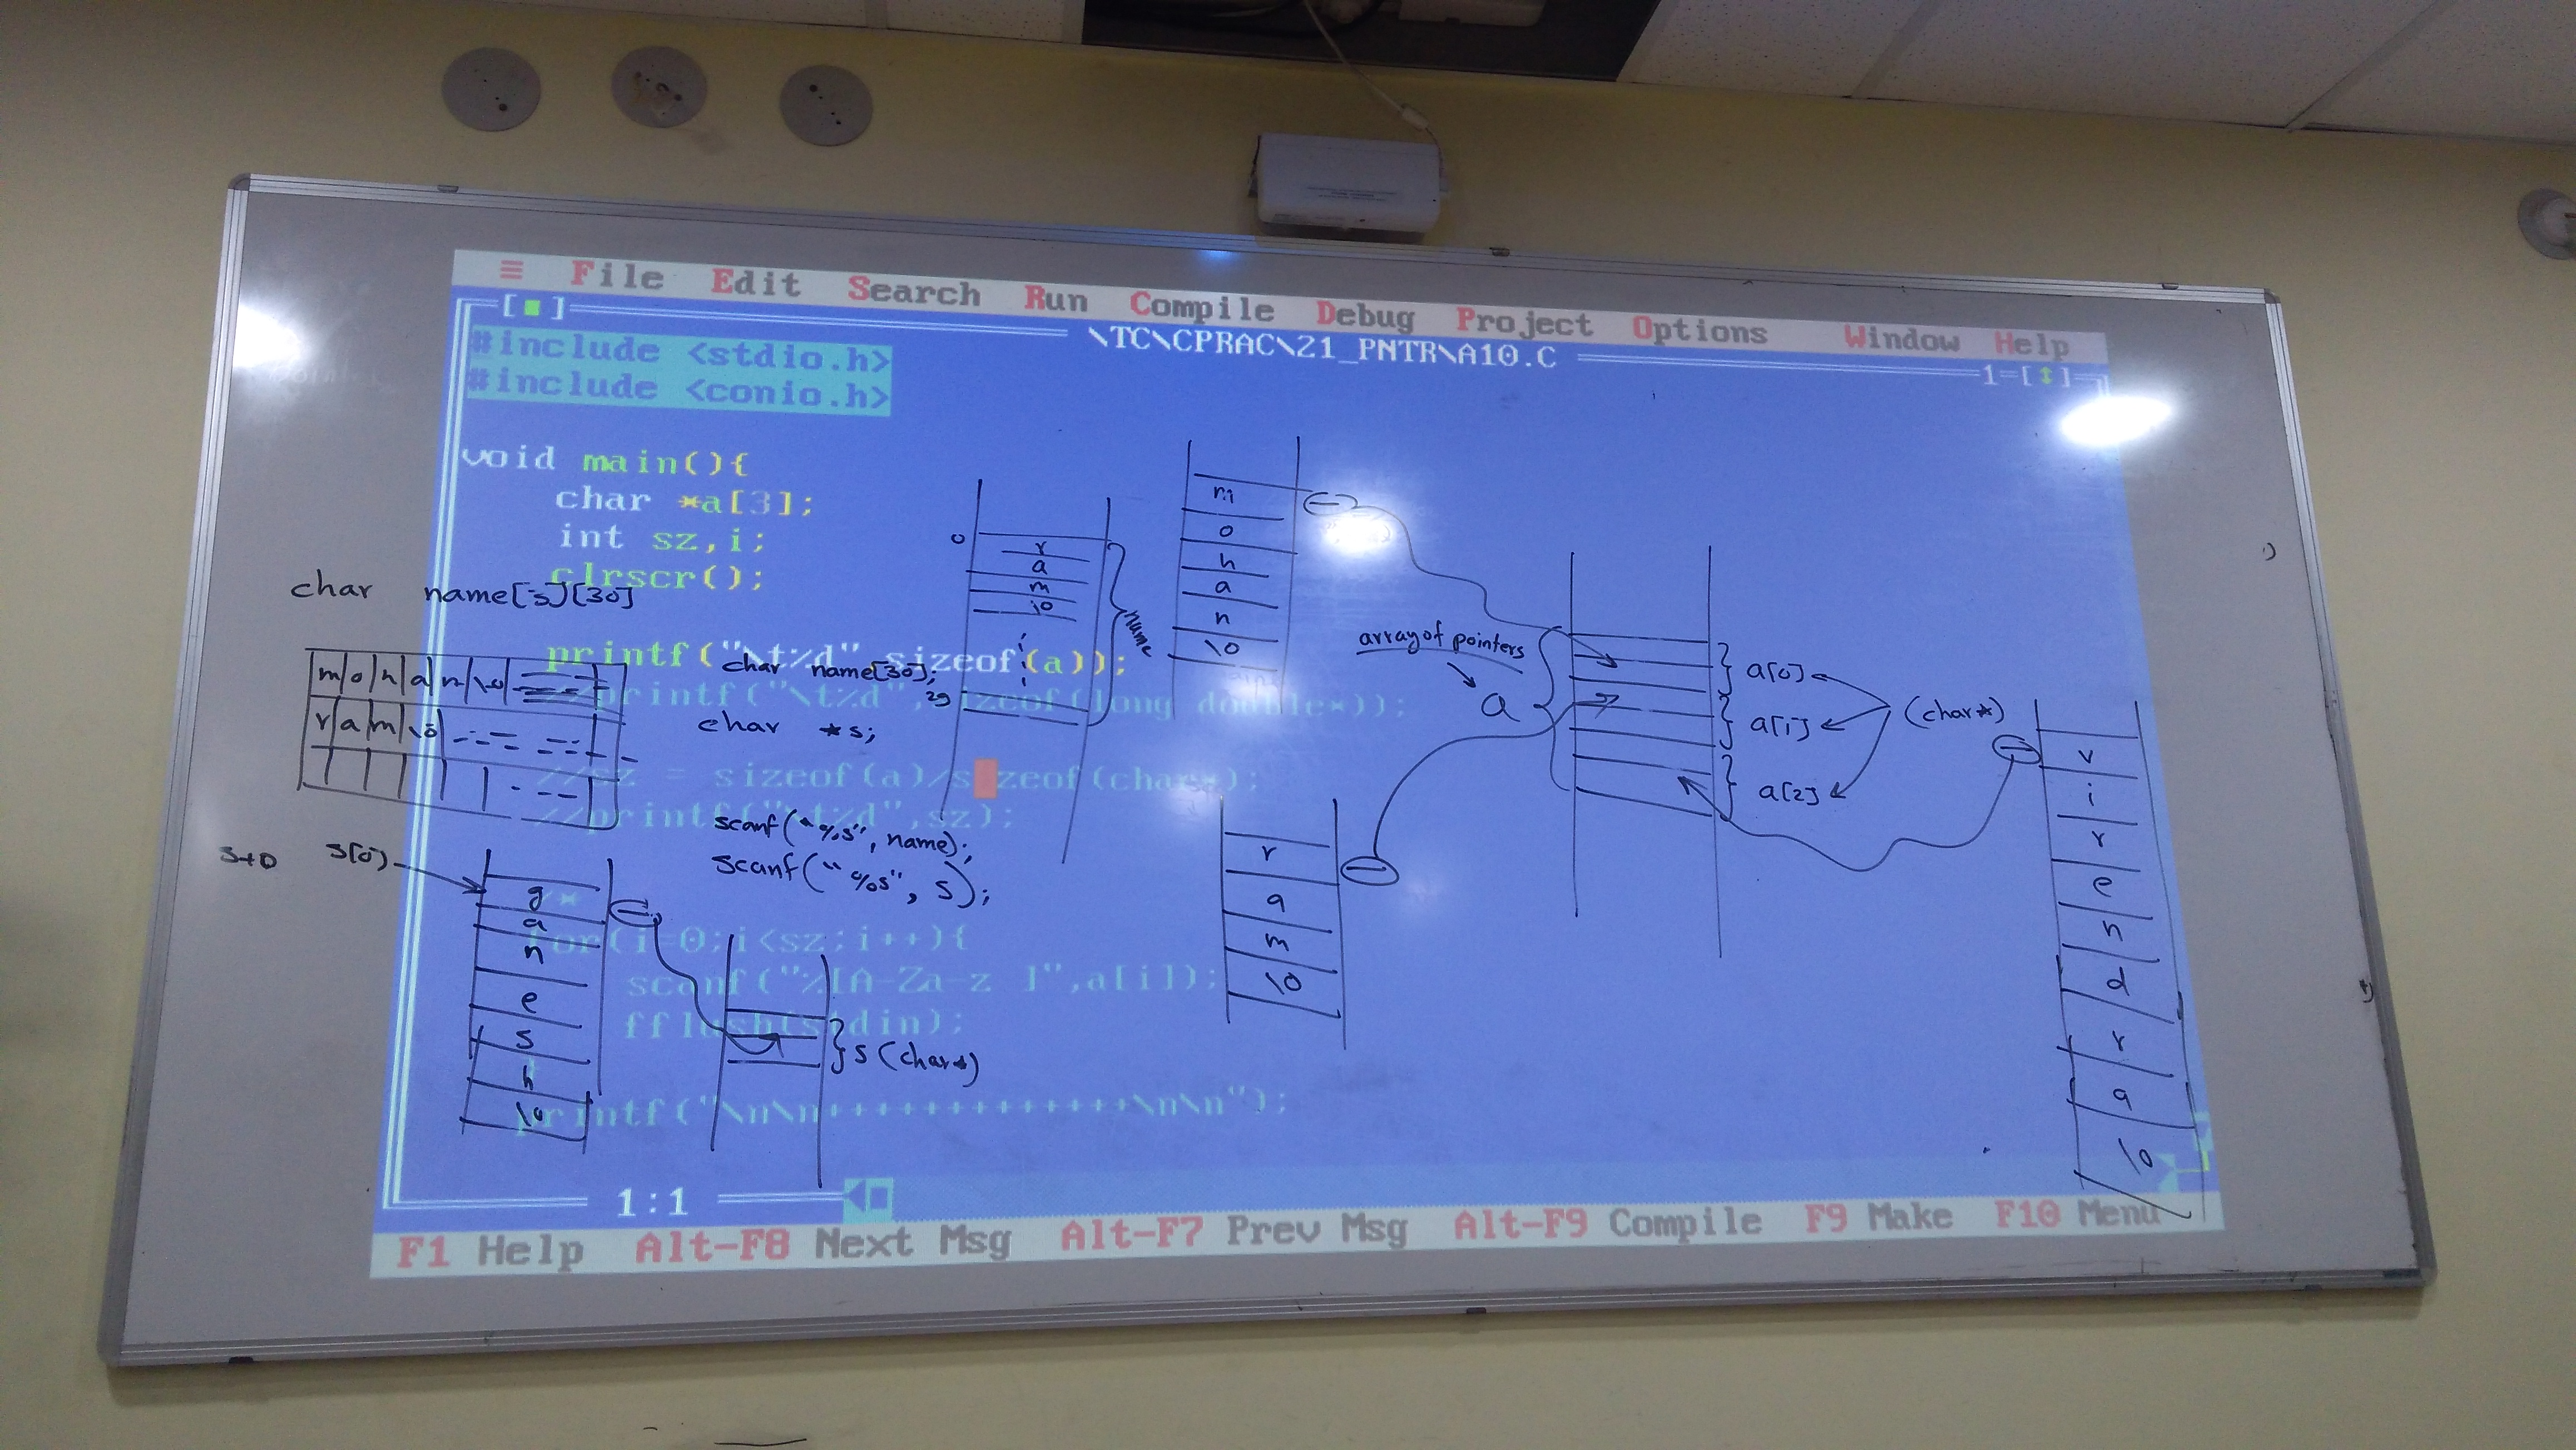 ≡ File Edit Search Run Compile Debug Project Options Window Help
[■] \TC\CPRAC\21_PNTR\A10.C 1=[↕]
#include <stdio.h>
#include <conio.h>
void main(){
char *a[3];
int sz,i;
clrscr();
printf("\t%d",sizeof(a));
//printf("\t%d",sizeof(long double*));
//sz = sizeof(a)/sizeof(char*);
//printf("\t%d",sz);
/*
for(i=0;i<sz;i++){
scanf("%[A-Za-z ]",a[i]);
fflush(stdin);
}
printf("\n\n+++++++++++++\n\n");
1:1
F1 Help Alt-F8 Next Msg Alt-F7 Prev Msg Alt-F9 Compile F9 Make F10 Menu
char name[3][30]
m o h a n \0
r a m \0
char name[30];
char *s;
scanf("%s", name);
scanf("%s", s);
s+0 s[0]
g
a
n
e
s
h
\0
s (char*)
0
r
a
m
\0
29
name
m
o
h
a
n
\0
r
a
m
\0
array of pointers
a
a[0]
a[1]
a[2]
(char*)
v
i
r
e
n
d
r
a
\0